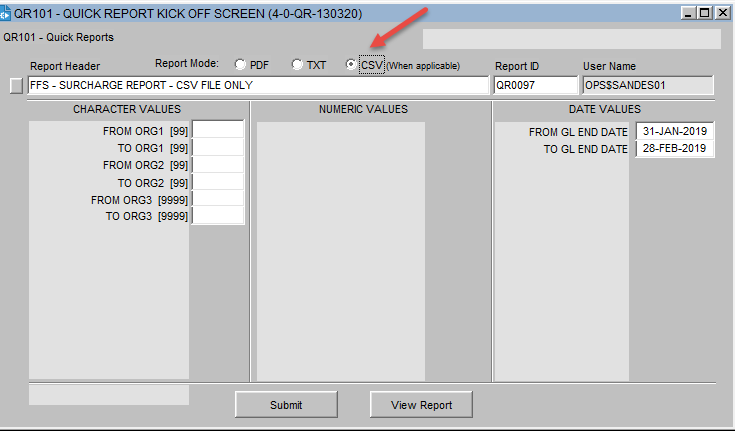 QR101 - QUICK REPORT KICK OFF SCREEN (4-0-QR-130320)
QR101 - Quick Reports
Report Mode: PDF TXT CSV (When applicable)
Report Header Report ID User Name
FFS - SURCHARGE REPORT - CSV FILE ONLY QR0097 OPS$SANDES01
CHARACTER VALUES NUMERIC VALUES DATE VALUES
FROM ORG1 [99] FROM GL END DATE 31-JAN-2019
TO ORG1 [99] TO GL END DATE 28-FEB-2019
FROM ORG2 [99]
TO ORG2 [99]
FROM ORG3 [9999]
TO ORG3 [9999]
Submit View Report